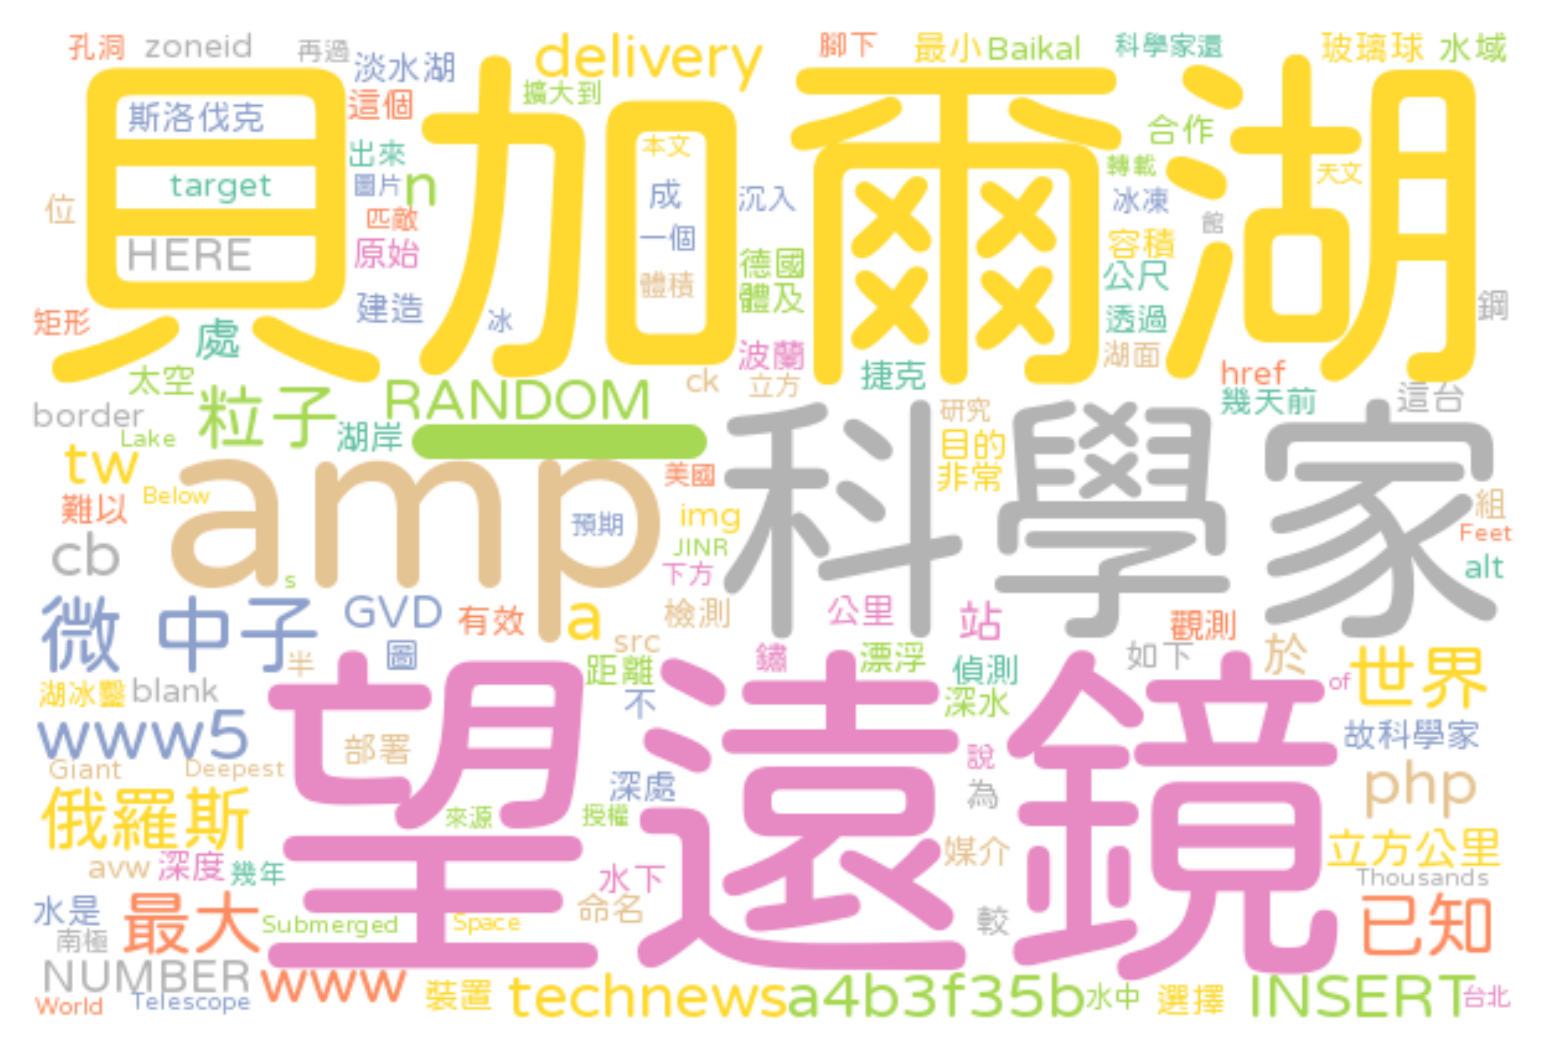 孔洞 zoneid 再過 淡水湖 delivery 腳下 最小 Baikal 科學家還 玻璃球 水域
貝加爾湖
斯洛伐克 這個 擴大到 合作
target 出來 本文 轉載 天文
位 圖片 n 成 沉入 冰凍 館
HERE 匹敵 一個 容積
原始 體積 德國 公尺
矩形 建造 冰 體及 透過 鋼
處 波蘭 湖面
太空 ck 立方 捷克 href 幾天前 這台
border 粒子 RANDOM 研究
Lake 湖岸 目的
tw amp _ 科學家
難以 Below 美國 非常 組
cb 預期 img Feet
s JINR 下方 alt
微 中子 GVD 有效 a 檢測 公里 站 觀測
半 圖 src 鏽 漂浮 偵測 如下 於 世界
湖冰鑿 blank 望遠鏡 距離 不 深水 of
www5 部署 說 故科學家
Giant Deepest 深處 為 php
俄羅斯 來源 授權 媒介 立方公里
avw 深度 幾年 水下 Thousands
水是 最大 Submerged Space 命名 較 已知
南極
NUMBER www 裝置 technews a4b3f35b 水中 選擇 INSERT 台北
World Telescope